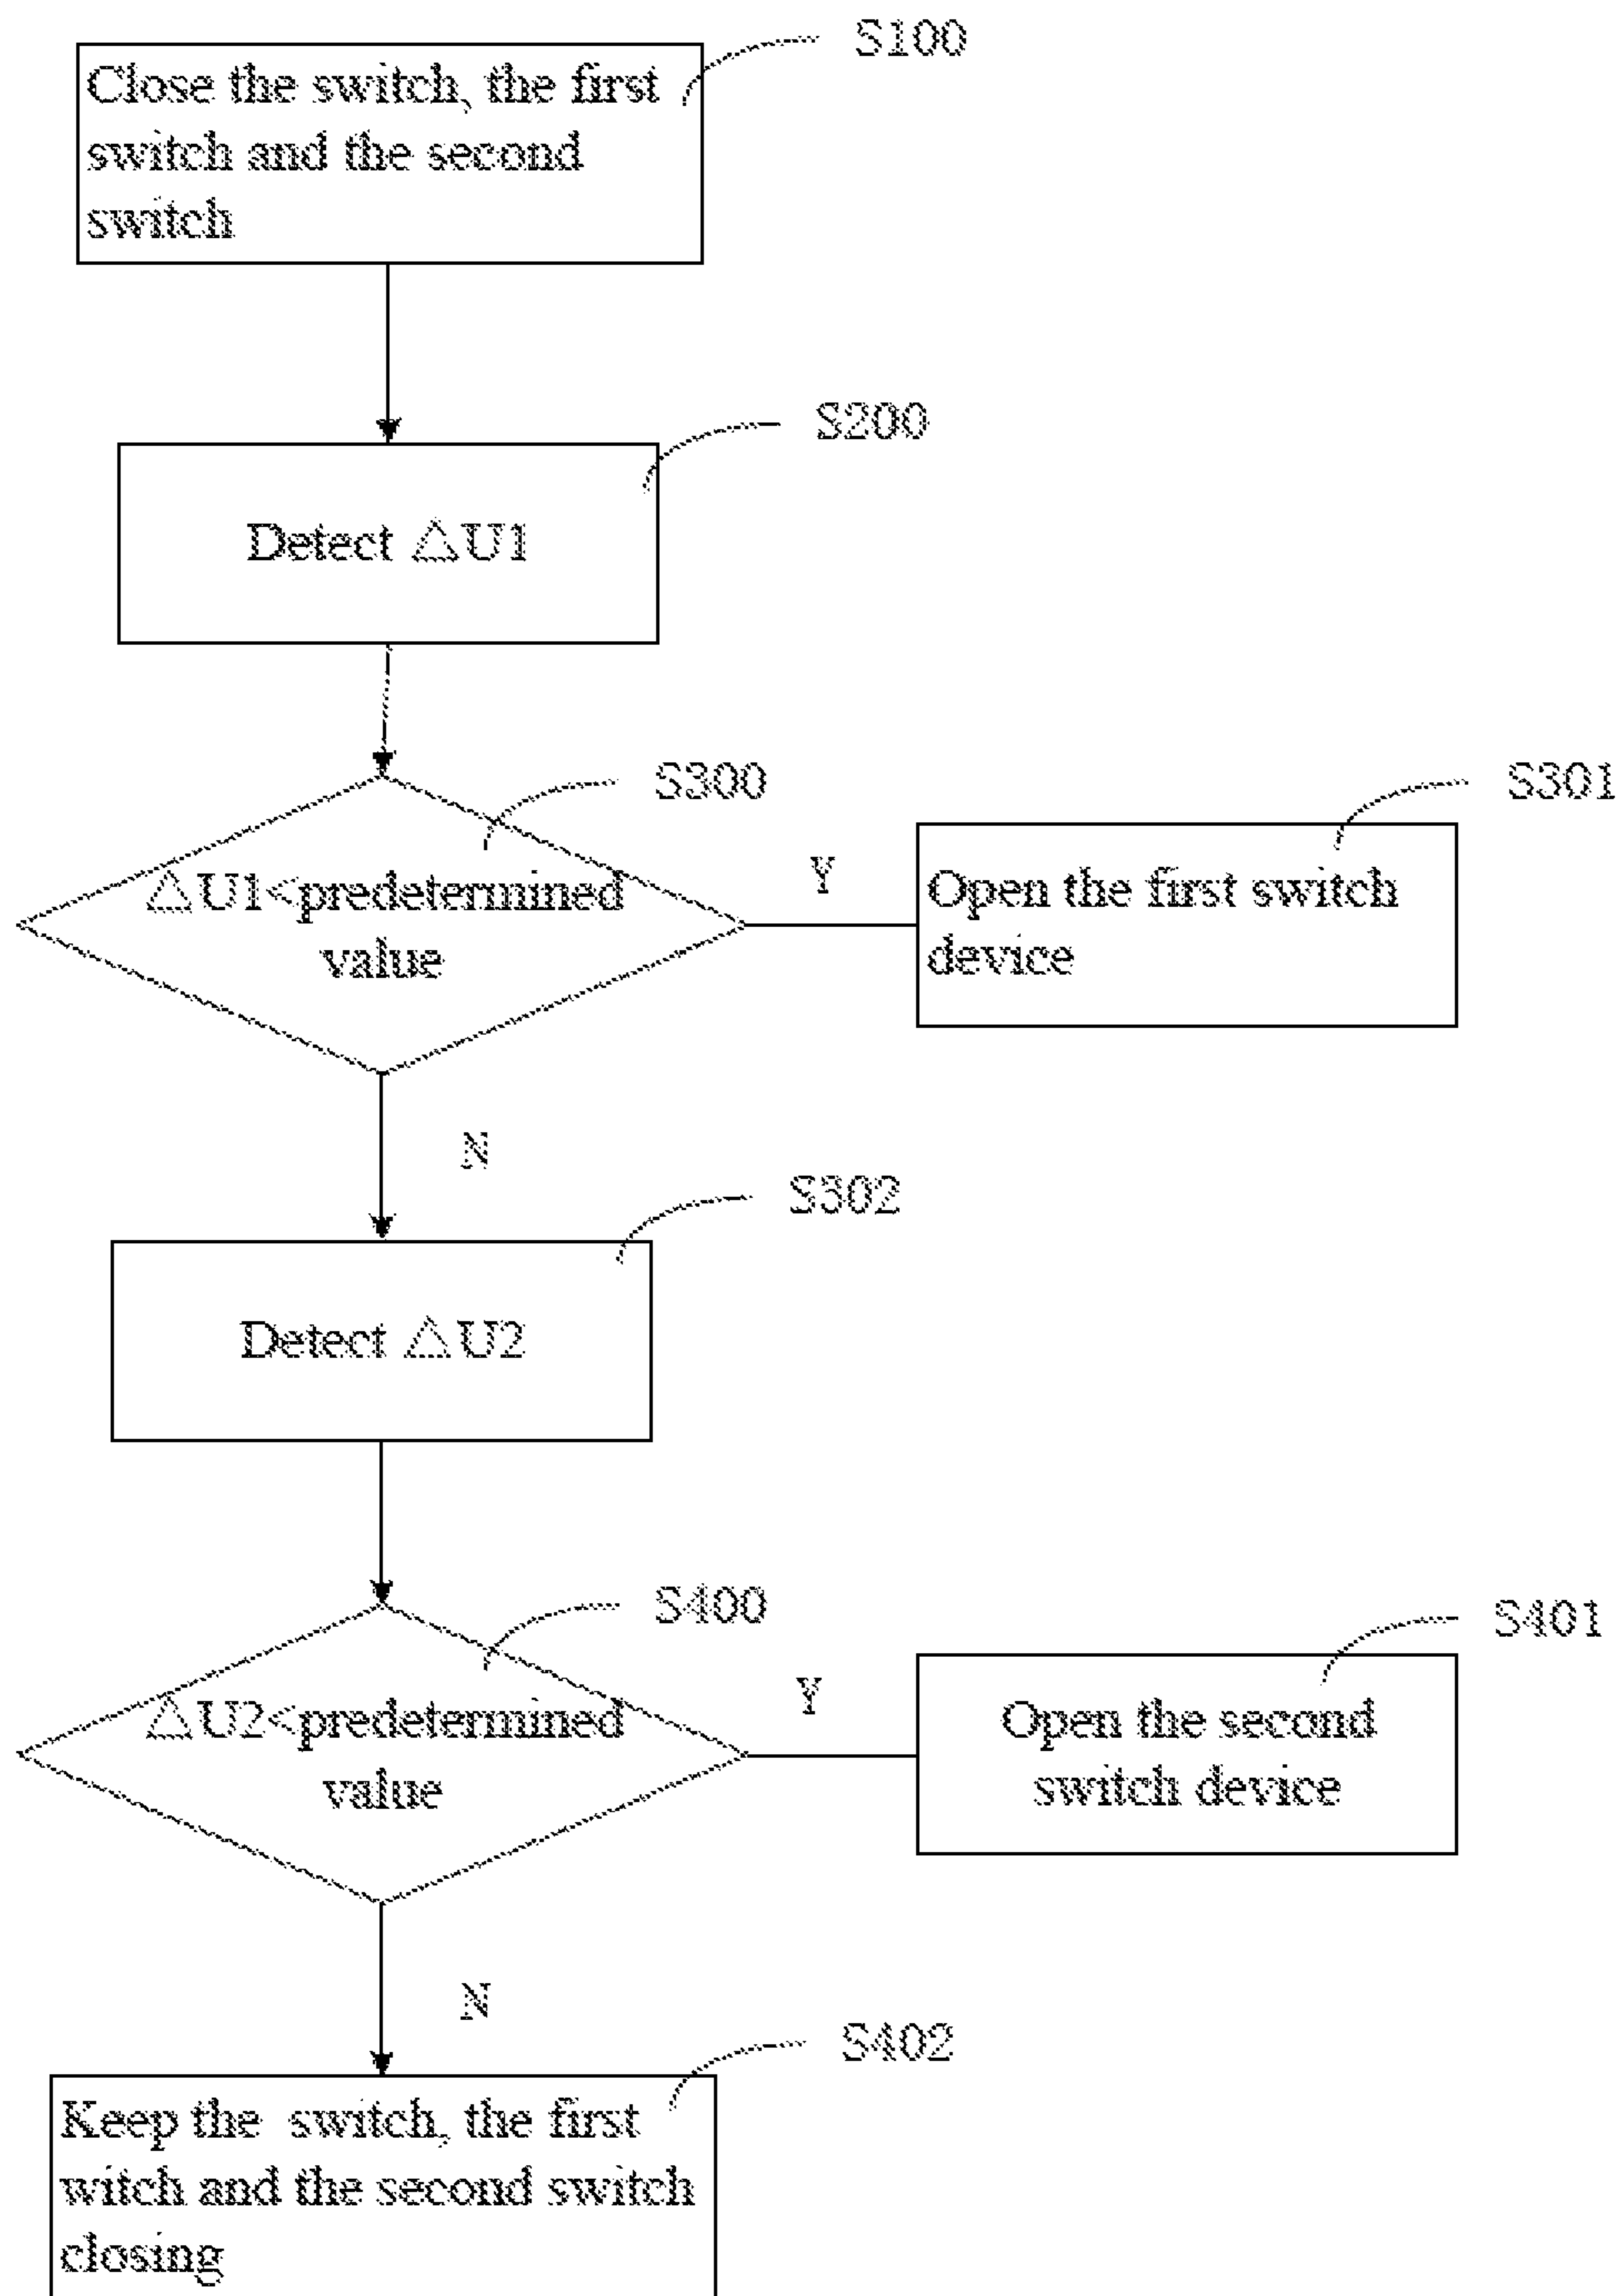 S100
Close the switch, the first
switch and the second
switch
S200
Detect △U1
S300
S301
△U1<predetermined
value
Y
Open the first switch
device
N
S302
Detect △U2
S400
S401
△U2<predetermined
value
Y
Open the second
switch device
N
S402
Keep the switch, the first
witch and the second switch
closing